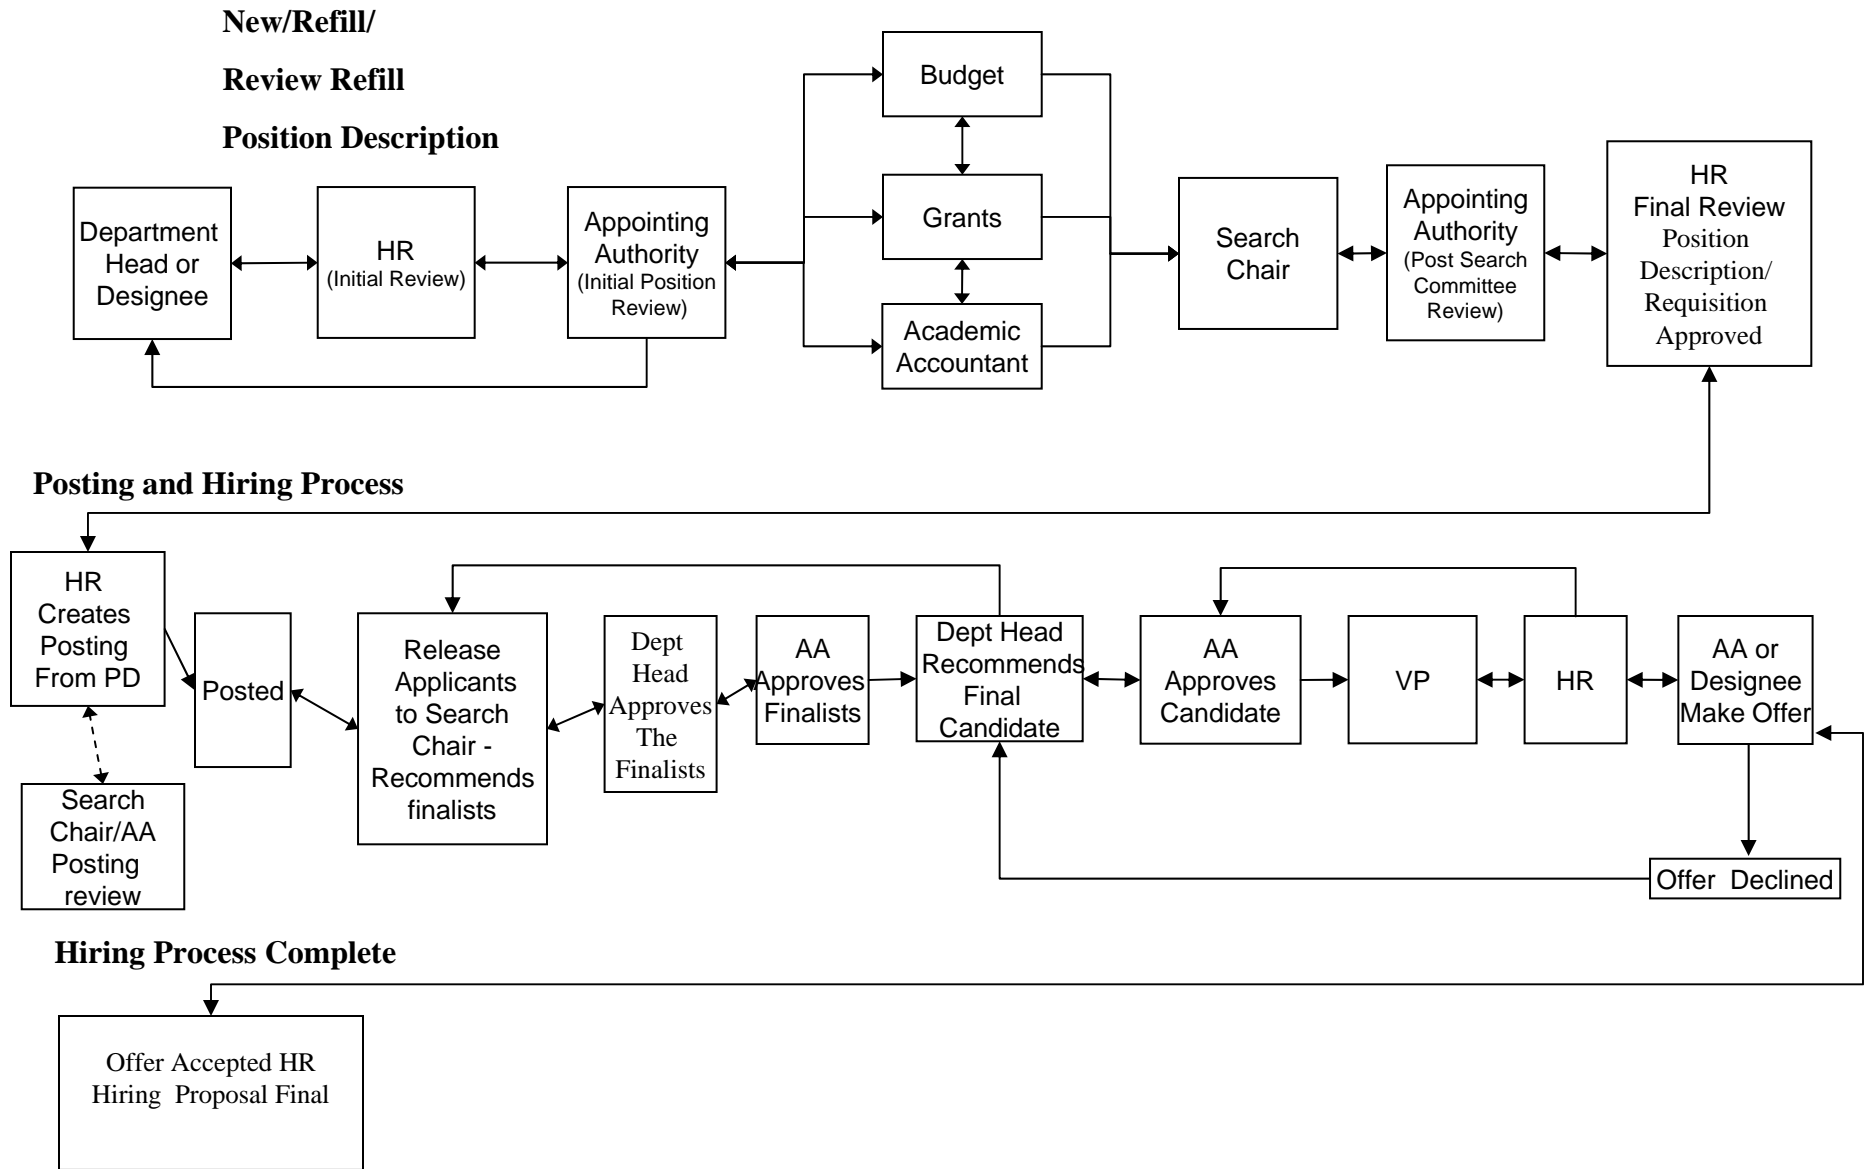 New/Refill/
Review Refill
Position Description
Department
Head or
Designee
HR
(Initial Review)
Appointing
Authority
(Initial Position
Review)
Budget
Grants
Academic
Accountant
Search
Chair
Appointing
Authority
(Post Search
Committee
Review)
HR
Final Review
Position
Description/
Requisition
Approved
Posting and Hiring Process
HR
Creates
Posting
From PD
Search
Chair/AA
Posting
review
Posted
Release
Applicants
to Search
Chair -
Recommends
finalists
Dept
Head
Approves
The
Finalists
AA
Approves
Finalists
Dept Head
Recommends
Final
Candidate
AA
Approves
Candidate
VP
HR
AA or
Designee
Make Offer
Offer  Declined
Hiring Process Complete
Offer Accepted HR
Hiring  Proposal Final